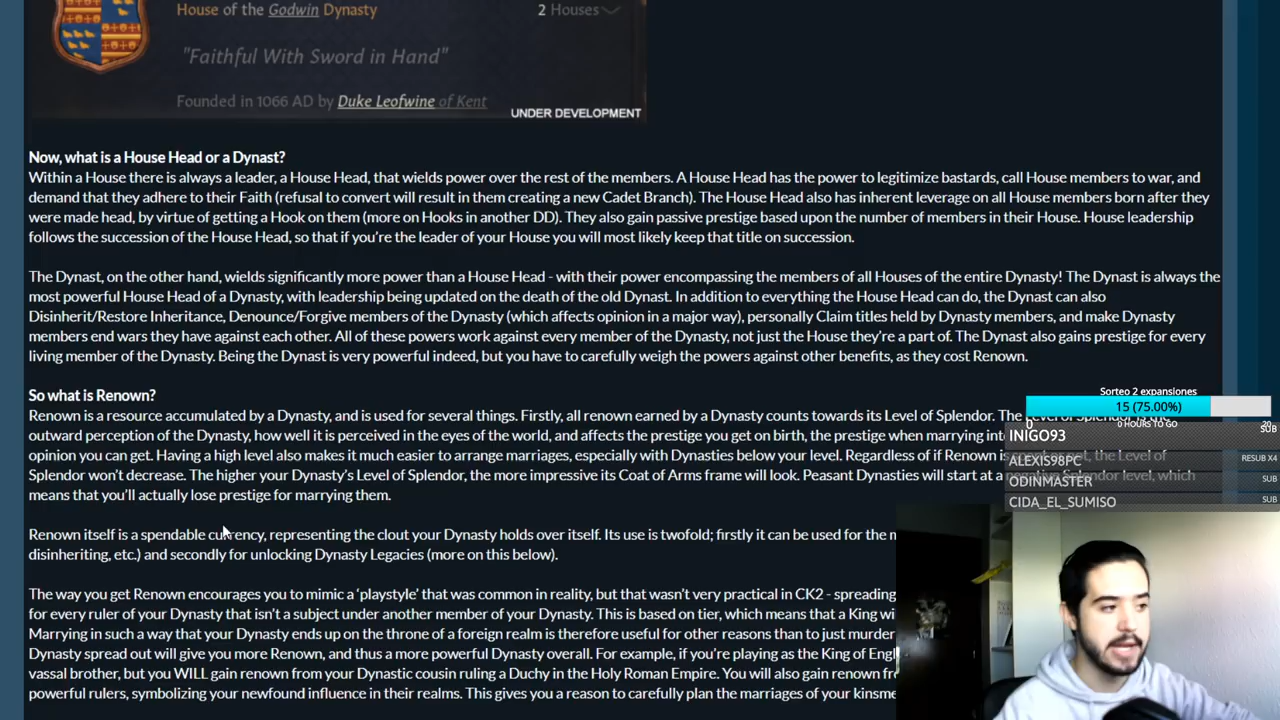 House of the Godwin Dynasty
2 Houses
"Faithful With Sword in Hand"
Founded in 1066 AD by Duke Leofwine of Kent
UNDER DEVELOPMENT
Now, what is a House Head or a Dynast?
Within a House there is always a leader, a House Head, that wields power over the rest of the members. A House Head has the power to legitimize bastards, call House members to war, and
demand that they adhere to their Faith (refusal to convert will result in them creating a new Cadet Branch). The House Head also has inherent leverage on all House members born after they
were made head, by virtue of getting a Hook on them (more on Hooks in another DD). They also gain passive prestige based upon the number of members in their House. House leadership
follows the succession of the House Head, so that if you're the leader of your House you will most likely keep that title on succession.
The Dynast, on the other hand, wields significantly more power than a House Head - with their power encompassing the members of all Houses of the entire Dynasty! The Dynast is always the
most powerful House Head of a Dynasty, with leadership being updated on the death of the old Dynast. In addition to everything the House Head can do, the Dynast can also
Disinherit/Restore Inheritance, Denounce/Forgive members of the Dynasty (which affects opinion in a major way), personally Claim titles held by Dynasty members, and make Dynasty
members end wars they have against each other. All of these powers work against every member of the Dynasty, not just the House they're a part of. The Dynast also gains prestige for every
living member of the Dynasty. Being the Dynast is very powerful indeed, but you have to carefully weigh the powers against other benefits, as they cost Renown.
So what is Renown?
Renown is a resource accumulated by a Dynasty, and is used for several things. Firstly, all renown earned by a Dynasty counts towards its Level of Splendor. The
outward perception of the Dynasty, how well it is perceived in the eyes of the world, and affects the prestige you get on birth, the prestige when marrying
opinion you can get. Having a high level also makes it much easier to arrange marriages, especially with Dynasties below your level. Regardless of if Renown is the Level of
Splendor won't decrease. The higher your Dynasty's Level of Splendor, the more impressive its Coat of Arms frame will look. Peasant Dynasties will start at a Splendor level, which
means that you'll actually lose prestige for marrying them.
Renown itself is a spendable currency, representing the clout your Dynasty holds over itself. Its use is twofold; firstly it can be used for the
disinheriting, etc.) and secondly for unlocking Dynasty Legacies (more on this below).
The way you get Renown encourages you to mimic a 'playstyle' that was common in reality, but that wasn't very practical in CK2 - spreading
for every ruler of your Dynasty that isn't a subject under another member of your Dynasty. This is based on tier, which means that a King
Marrying in such a way that your Dynasty ends up on the throne of a foreign realm is therefore useful for other reasons than to just murder
Dynasty spread out will give you more Renown, and thus a more powerful Dynasty overall. For example, if you're playing as the King of
vassal brother, but you WILL gain renown from your Dynastic cousin ruling a Duchy in the Holy Roman Empire. You will also gain renown
powerful rulers, symbolizing your newfound influence in their realms. This gives you a reason to carefully plan the marriages of your
Sorteo 2 expansiones
15 (75.00%)
0 0 HOURS TO GO 20
INIGO93 SUB
ALEXIS98PC RESUB X4
ODINMASTER SUB
CIDA_EL_SUMISO SUB